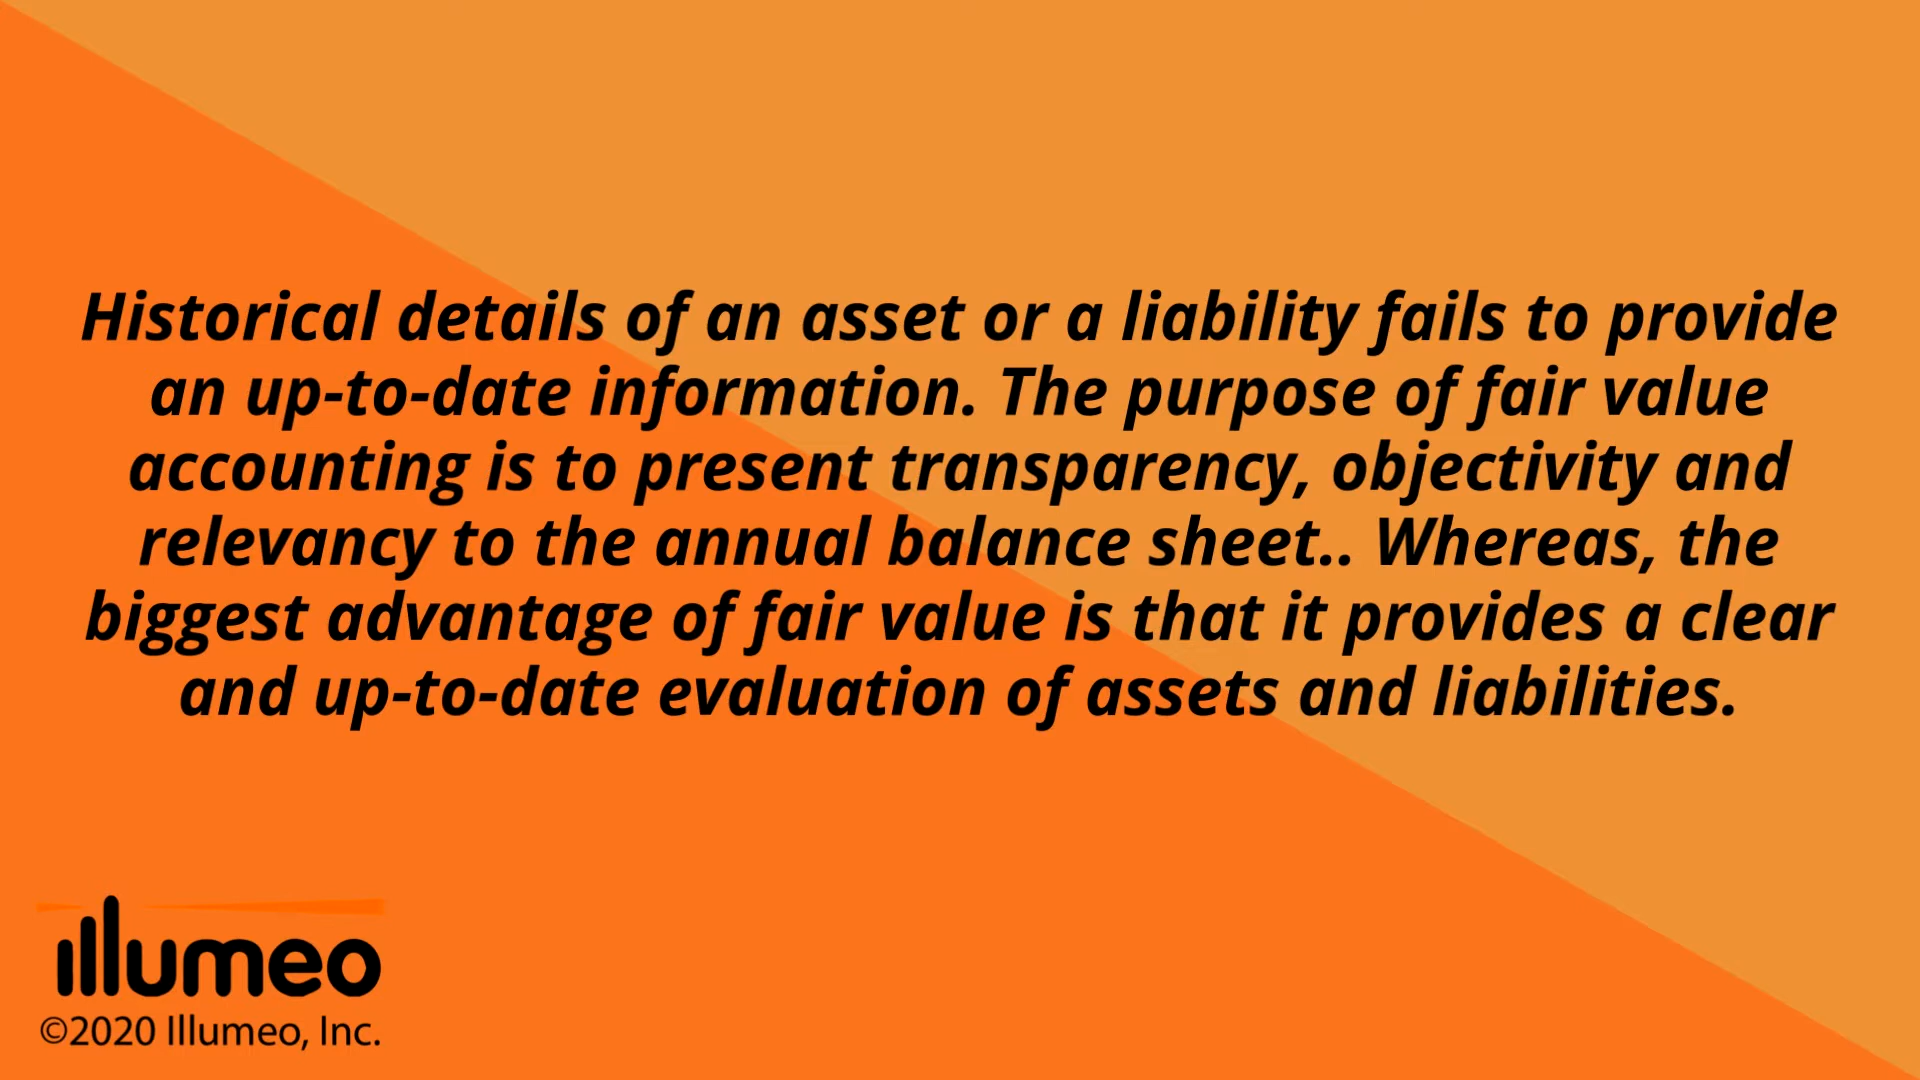 Historical details of an asset or a liability fails to provide
an up-to-date information. The purpose of fair value
accounting is to present transparency, objectivity and
relevancy to the annual balance sheet.. Whereas, the
biggest advantage of fair value is that it provides a clear
and up-to-date evaluation of assets and liabilities.
illumeo
©2020 Illumeo, Inc.